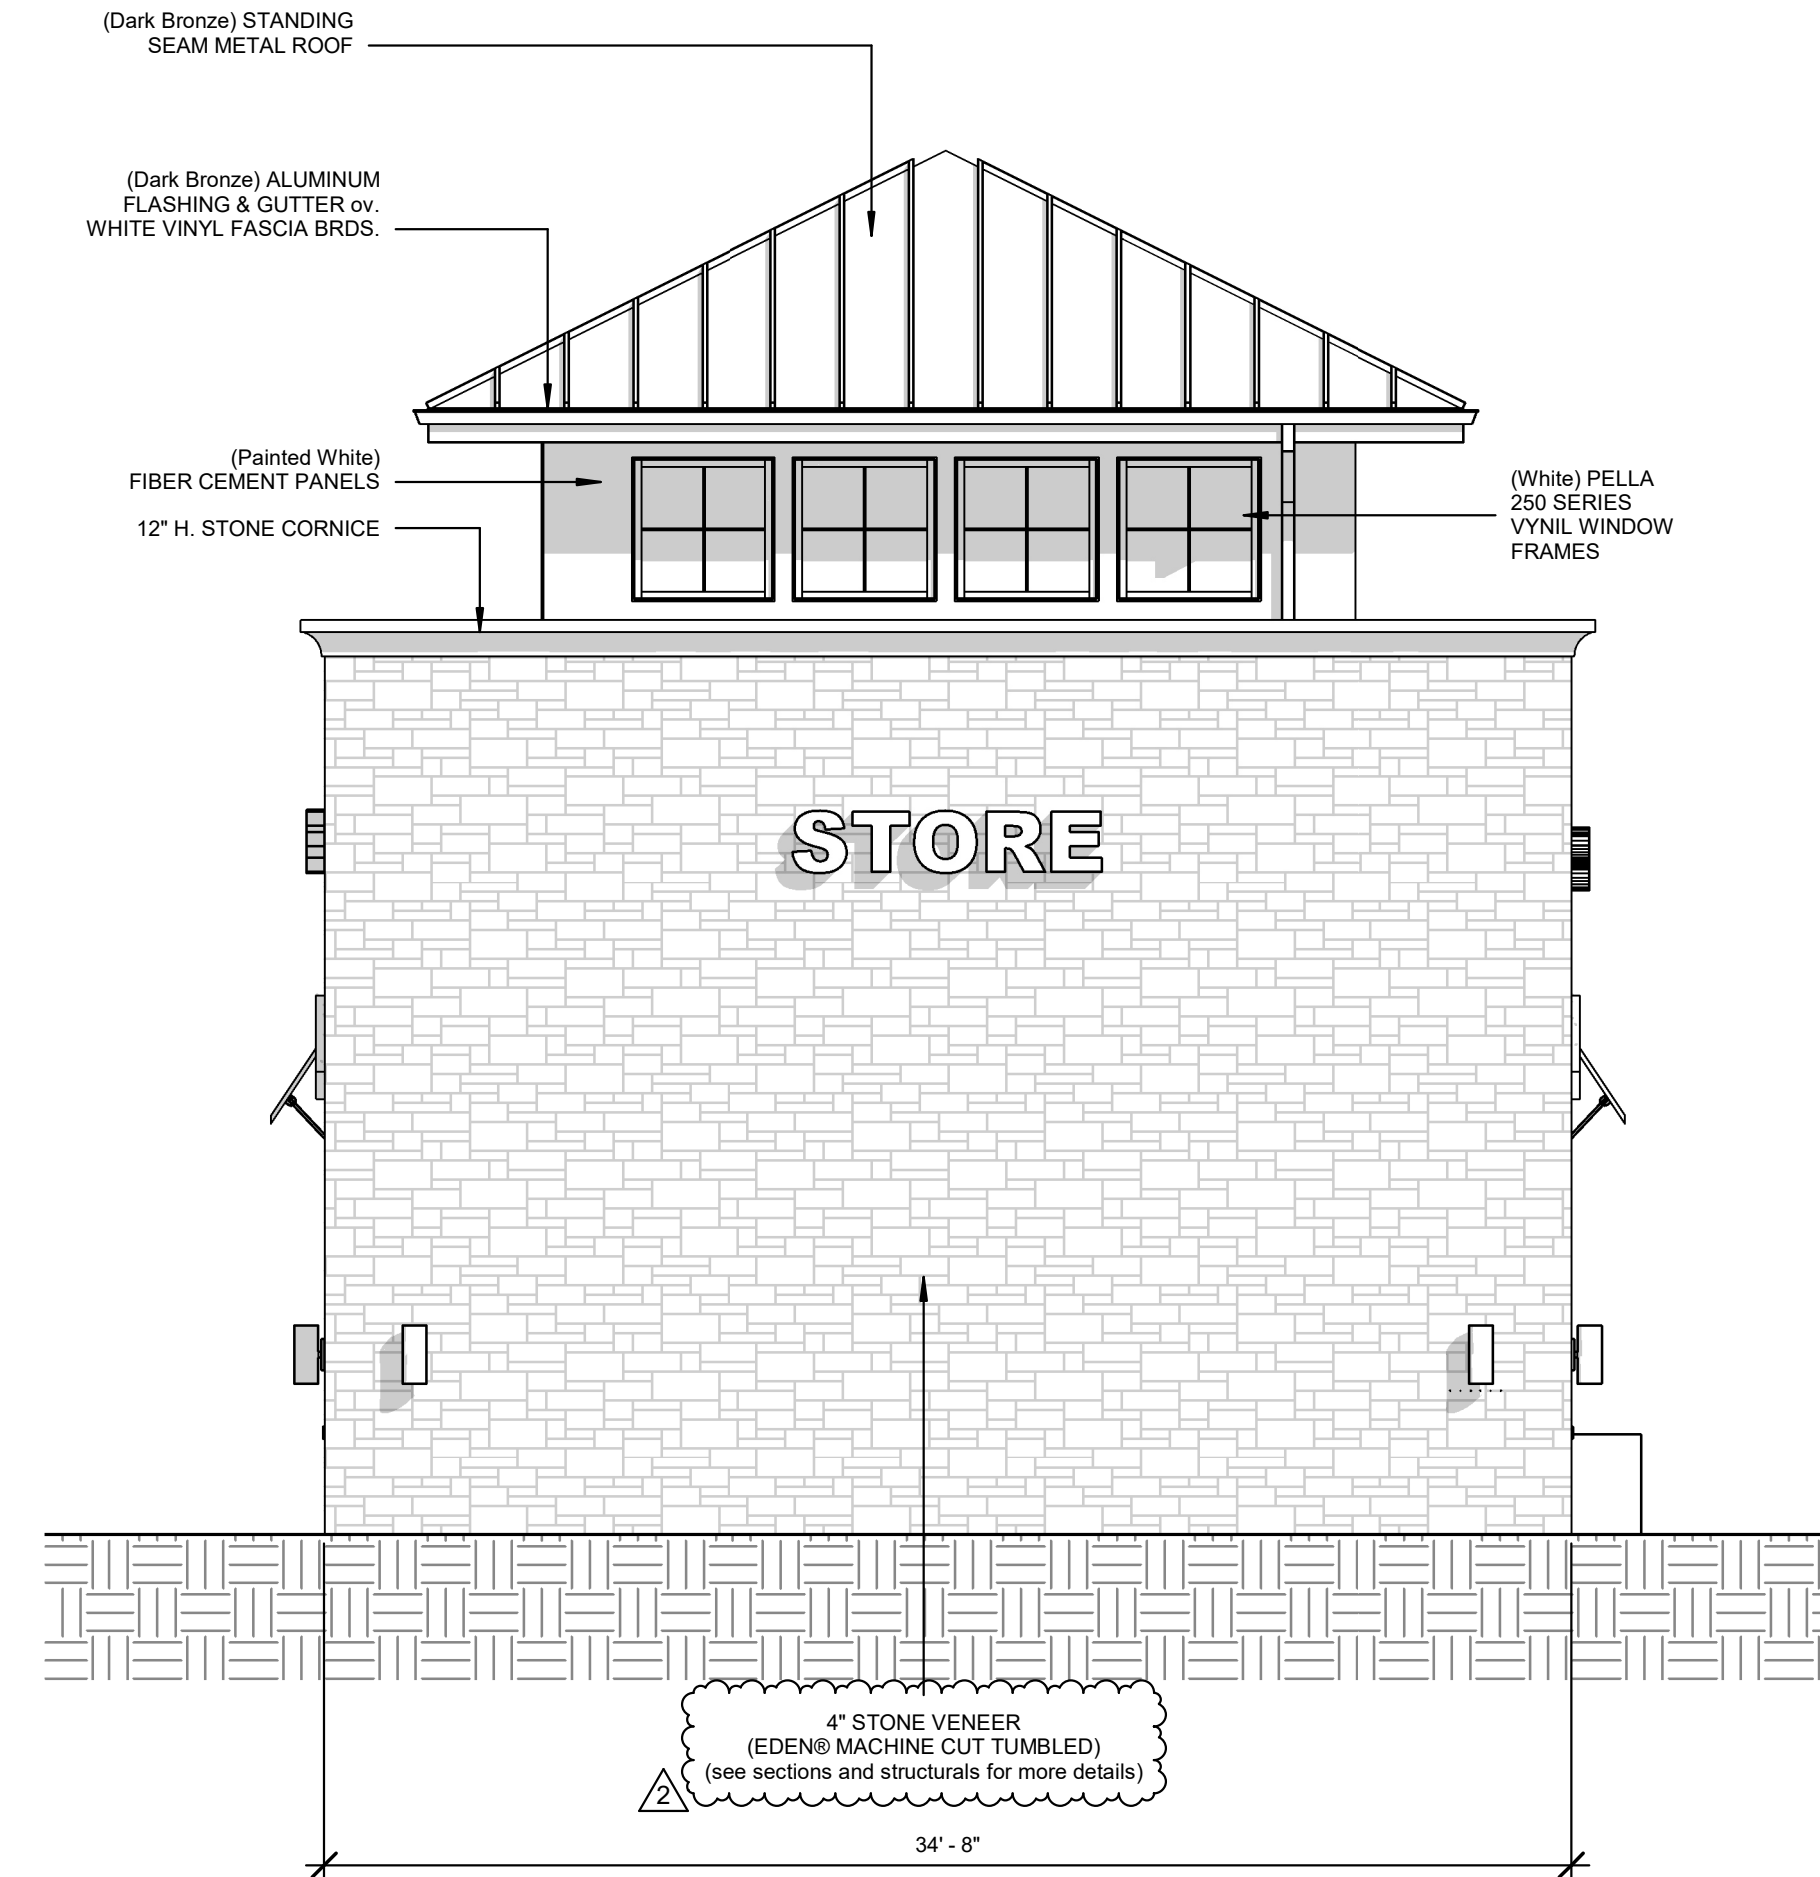 (Dark Bronze) STANDING
SEAM METAL ROOF
(Dark Bronze) ALUMINUM
FLASHING & GUTTER ov.
WHITE VINYL FASCIA BRDS.
(Painted White)
FIBER CEMENT PANELS
12" H. STONE CORNICE
(White) PELLA
250 SERIES
VYNIL WINDOW
FRAMES
STORE
4" STONE VENEER
(EDEN® MACHINE CUT TUMBLED)
(see sections and structurals for more details)
2
34' - 8"